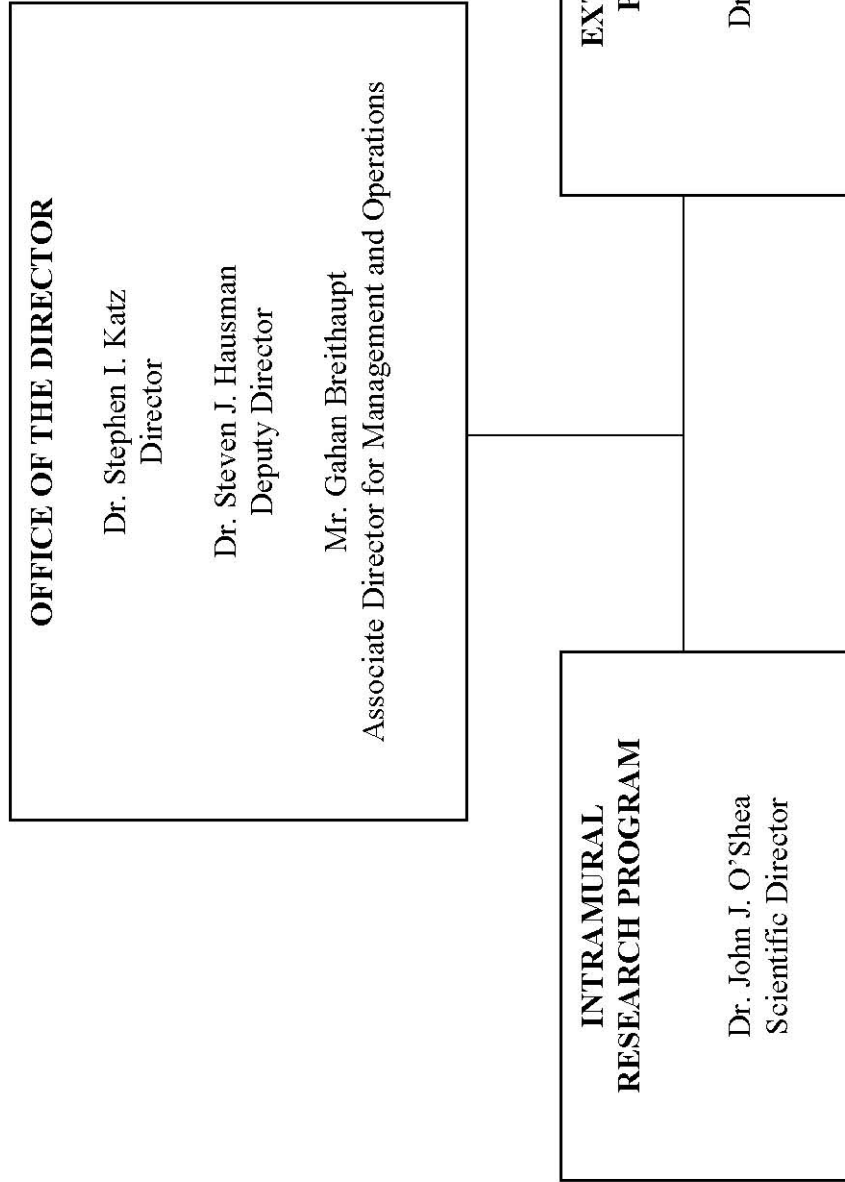 OFFICE OF THE DIRECTOR
Dr. Stephen I. Katz
Director
Dr. Steven J. Hausman
Deputy Director
Mr. Gahan Breithaupt
Associate Director for Management and Operations
INTRAMURAL
RESEARCH PROGRAM
Dr. John J. O’Shea
Scientific Director
Dr